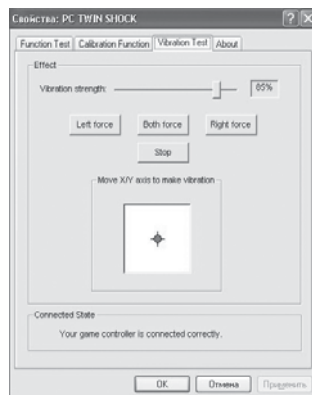 Свойства: PC TWIN SHOCK
Function Test Calibration Function Vibration Test About
Effect
Vibration strength: 85%
Left force Both force Right force
Stop
Move X/Y axis to make vibration
Connected State
Your game controller is connected correctly.
OK Отмена Применить